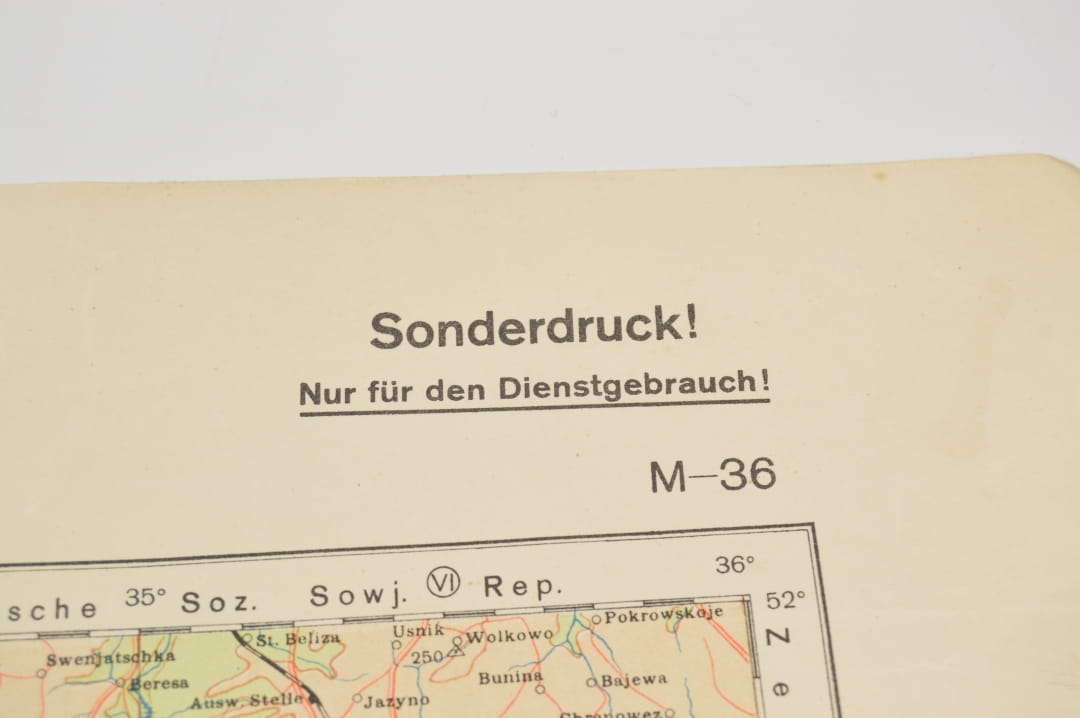 Sonderdruck!
Nur für den Dienstgebrauch!
M–36
36°
sche 35° Soz. Sowj. VI Rep.
52°
Ze
Pokrowskoje
Usnik
St. Beliza
Wolkowo
250
Swenjatschka
Bunina
Bajewa
Beresa
Ausw. Stelle
Jazyno